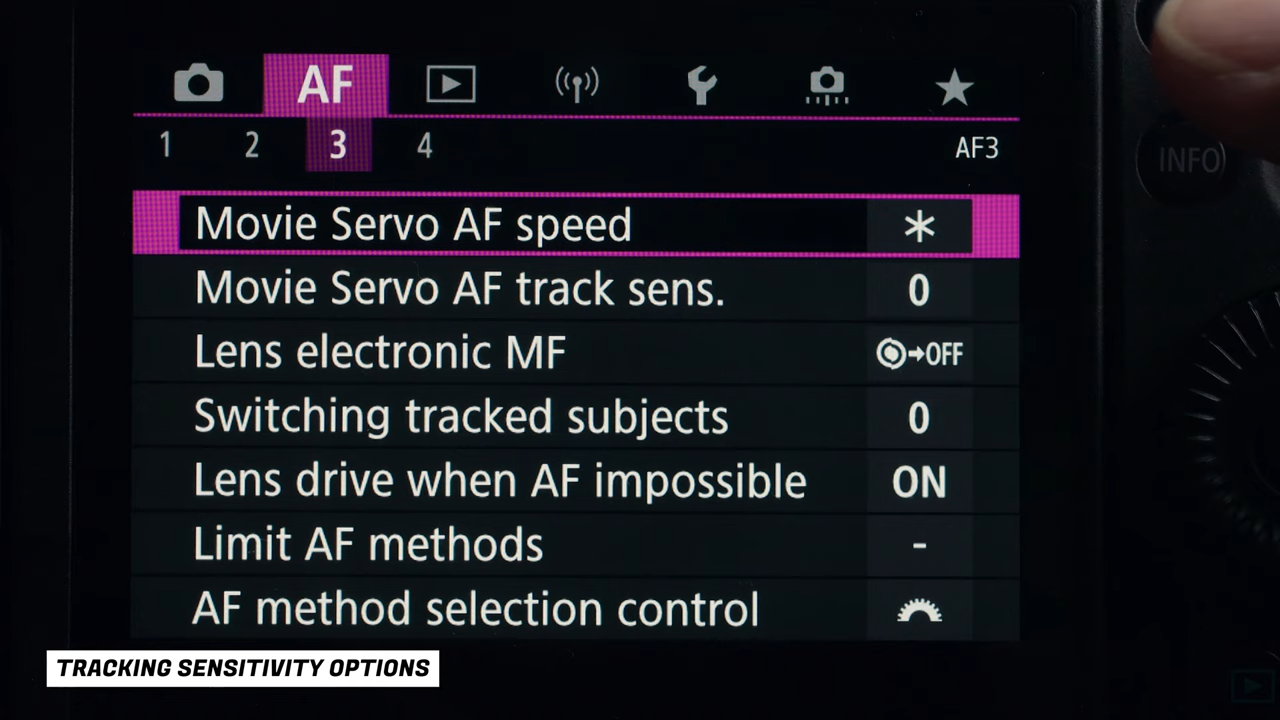 AF
1 2 3 4 AF3
INFO
Movie Servo AF speed
Movie Servo AF track sens. 0
Lens electronic MF →OFF
Switching tracked subjects 0
Lens drive when AF impossible ON
Limit AF methods -
AF method selection control
TRACKING SENSITIVITY OPTIONS